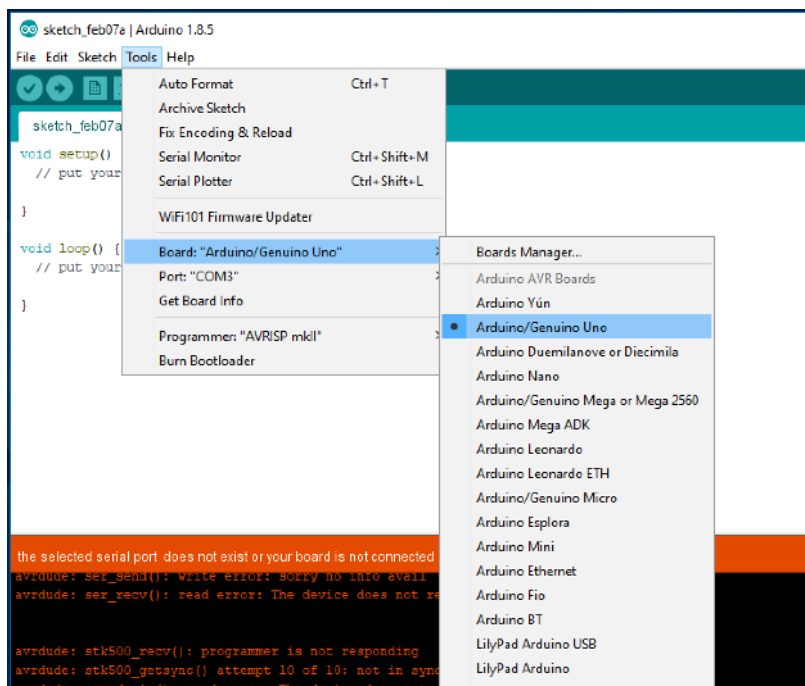 sketch_feb07a | Arduino 1.8.5
File Edit Sketch Tools Help
sketch_feb07a
void setup()
// put your
}
void loop() {
// put your
}
Auto Format Ctrl+T
Archive Sketch
Fix Encoding & Reload
Serial Monitor Ctrl+Shift+M
Serial Plotter Ctrl+Shift+L
WiFi101 Firmware Updater
Board: "Arduino/Genuino Uno"
Port: "COM3"
Get Board Info
Programmer: "AVRISP mkII"
Burn Bootloader
Boards Manager...
Arduino AVR Boards
Arduino Yún
Arduino/Genuino Uno
Arduino Duemilanove or Diecimila
Arduino Nano
Arduino/Genuino Mega or Mega 2560
Arduino Mega ADK
Arduino Leonardo
Arduino Leonardo ETH
Arduino/Genuino Micro
Arduino Esplora
Arduino Mini
Arduino Ethernet
Arduino Fio
Arduino BT
LilyPad Arduino USB
LilyPad Arduino
the selected serial port does not exist or your board is not connected
avrdude: ser_send(): write error: sorry no info avail
avrdude: ser_recv(): read error: The device does not re
avrdude: stk500_recv(): programmer is not responding
avrdude: stk500_getsync() attempt 10 of 10: not in sync